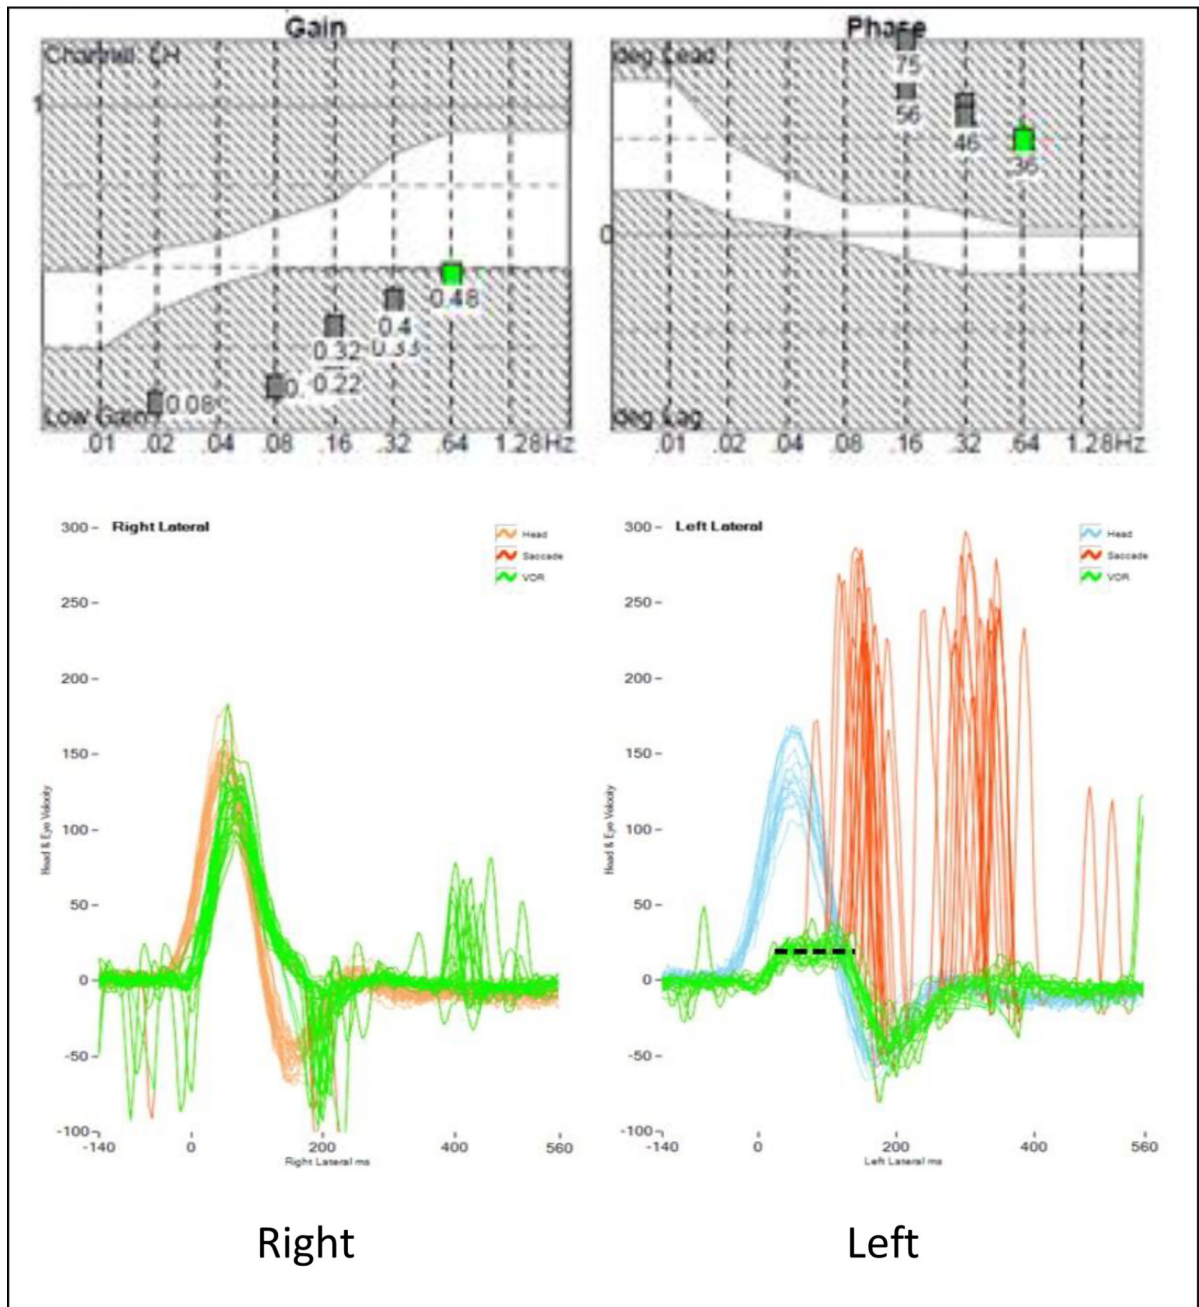 Gain
Channel: LH
1
0.48
0.4
0.32
0.33
0.22
0.
0.08
Low Gain
.01 .02 .04 .08 .16 .32 .64 1.28Hz
Phase
deg Lead
75
56
46
.36
0
deg Lag
.01 .02 .04 .08 .16 .32 .64 1.28Hz
Right Lateral
Head
Saccade
VOR
300
250
200
150
100
50
0
-50
-100
Head & Eye Velocity
-140 0 200 400 560
Right Lateral ms
Left Lateral
Head
Saccade
VOR
300
250
200
150
100
50
0
-50
-100
Head & Eye Velocity
-140 0 200 400 560
Left Lateral ms
Right
Left